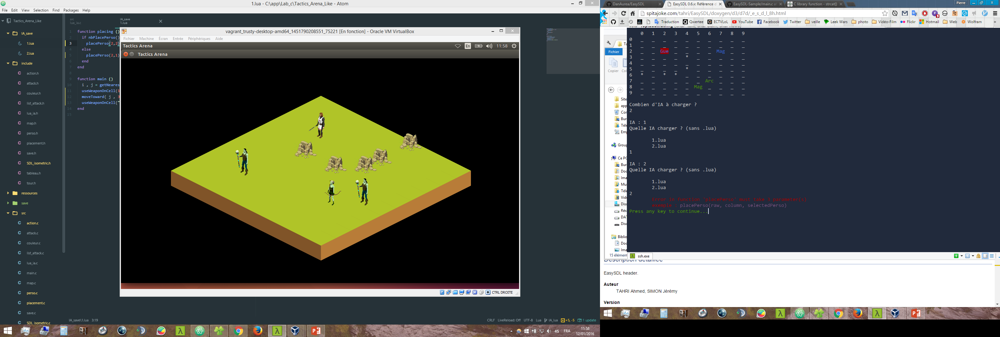 1.lua - C:\app\Lab_c\Tactics_Arena_Like - Atom
File Edit View Selection Find Packages Help
Tactics_Arena_Like
IA_save
1.lua
2.lua
include
action.h
attack.h
couleur.h
list_attack.h
lua_ia.h
map.h
perso.h
placement.h
save.h
SDL_isometric.h
tableau.h
tour.h
ressources
save
src
action.c
attack.c
couleur.c
list_attack.c
lua_ia.c
main.c
map.c
perso.c
placement.c
save.c
SDL_isometric.c
src
lua_ia.c
IA_save
1.lua
1 function placing ()
2 if nbPlacePerso()
3 placePerso(2,2)
4 else
5 placePerso(2,1)
6 end
7 end
8
9 function main ()
10 i , j = getNeares
11 useWeaponOnCell(1
12 moveToward( j , 3
13 useWeaponOnCell("
14 end
15
vagrant_trusty-desktop-amd64_1451790208551_75221 [En fonction] - Oracle VM VirtualBox
Fichier Machine Écran Entrée Périphériques Aide
Tactics Arena
En
11:58
Tactics Arena
CTRL DROITE
IA_save\1.lua 3:19
CRLF LiveReload: Off UTF-8 Lua IA_lua +5, -5 1 update
45 FRA
11:58
12/01/2016
DanAurea/EasySDL
EasySDL 0.6.x: Référence d
EasySDL-Sample/main.c at
C library function - strcat()
Pierre
spitajoke.com/tahri/EasySDL/doxygen/d3/d7d/_e_s_d_l_8h.html
Traduction Qwertee ECTVLoL YouTube Facebook Twitter veille Leek Wars photo Vidéo-Film Flickr Hotmail Web Wolfram »
Fichier
Copier
Site
app
Bur
Télé
Emp
Group
Ce PC
Bur
Doc
Ima
Mus
Télé
Vidé
Disc
Rés
DAT
Disc
Biblio
Doc
Ima
15 élément
0 1 2 3 4 5 6 7 8 9
0 _ _ _ _ _ _ _ _ _ _
1 _ _ _ _ _ _ _ _ _ _
2 _ _ Gue _ _ _ _ Mag _ _
3 _ _ _ _ * _ _ _ _ _
4 _ _ _ _ _ _ _ _ _ _
5 _ _ _ _ * _ _ _ _ _
6 * _ * * _ _ _ _ _ _
7 _ _ _ _ _ _ Arc _ _ _
8 _ _ _ _ _ Mag _ _ _ _
9 _ _ _ _ _ _ _ _ _ _
Combien d'IA à charger ?
2
IA : 1
Quelle IA charger ? (sans .lua)
1.lua
2.lua
1
IA : 2
Quelle IA charger ? (sans .lua)
1.lua
2.lua
2
Error in function 'placePerso' must take 3 parameter(s)
exemple : placePerso(raw, column, selectedPerso)
Press any key to continue...
ssh.exe
Description détaillée
EasySDL header.
Auteur
TAHRI Ahmed, SIMON Jérémy
Version